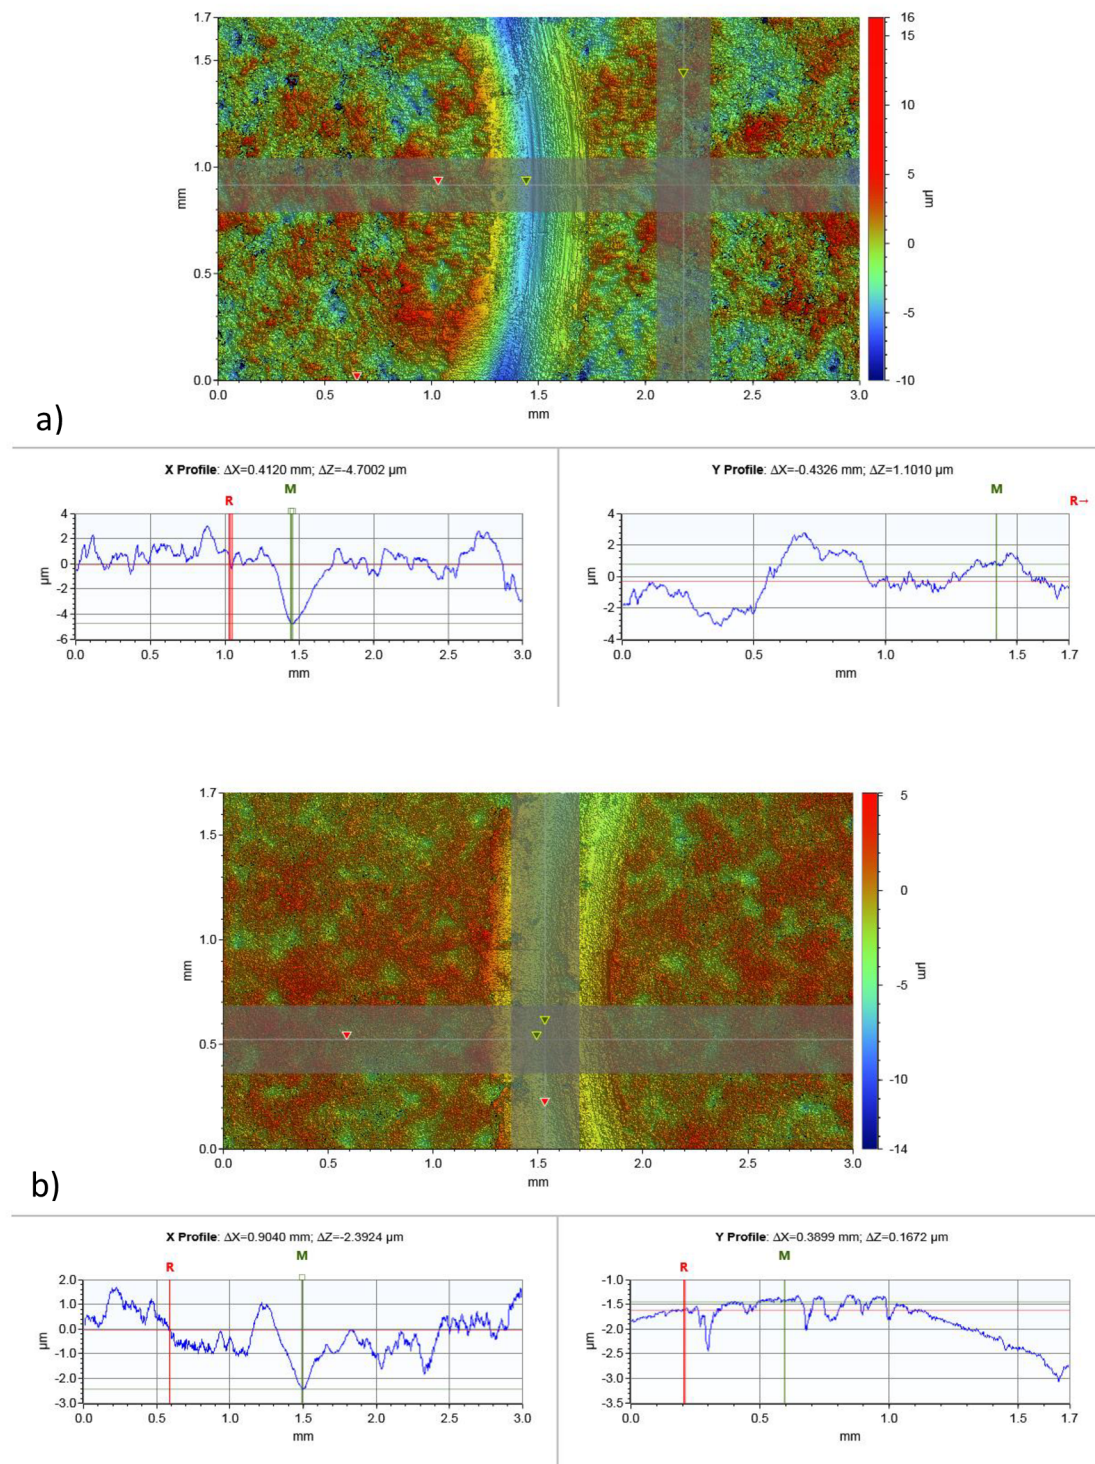 1.7
1.5
1.0
0.5
0.0
mm
0.0 0.5 1.0 1.5 2.0 2.5 3.0
mm
16
15
10
5
0
-5
-10
µm
a)
X Profile: ΔX=0.4120 mm; ΔZ=-4.7002 µm
R
M
4
2
0
-2
-4
-6
µm
0.0 0.5 1.0 1.5 2.0 2.5 3.0
mm
Y Profile: ΔX=-0.4326 mm; ΔZ=1.1010 µm
M
R→
4
2
0
-2
-4
µm
0.0 0.5 1.0 1.5 1.7
mm
1.7
1.5
1.0
0.5
0.0
mm
0.0 0.5 1.0 1.5 2.0 2.5 3.0
mm
5
0
-5
-10
-14
µm
b)
X Profile: ΔX=0.9040 mm; ΔZ=-2.3924 µm
R
M
2.0
1.0
0.0
-1.0
-2.0
-3.0
µm
0.0 0.5 1.0 1.5 2.0 2.5 3.0
mm
Y Profile: ΔX=0.3899 mm; ΔZ=0.1672 µm
R
M
-1.0
-1.5
-2.0
-2.5
-3.0
-3.5
µm
0.0 0.5 1.0 1.5 1.7
mm